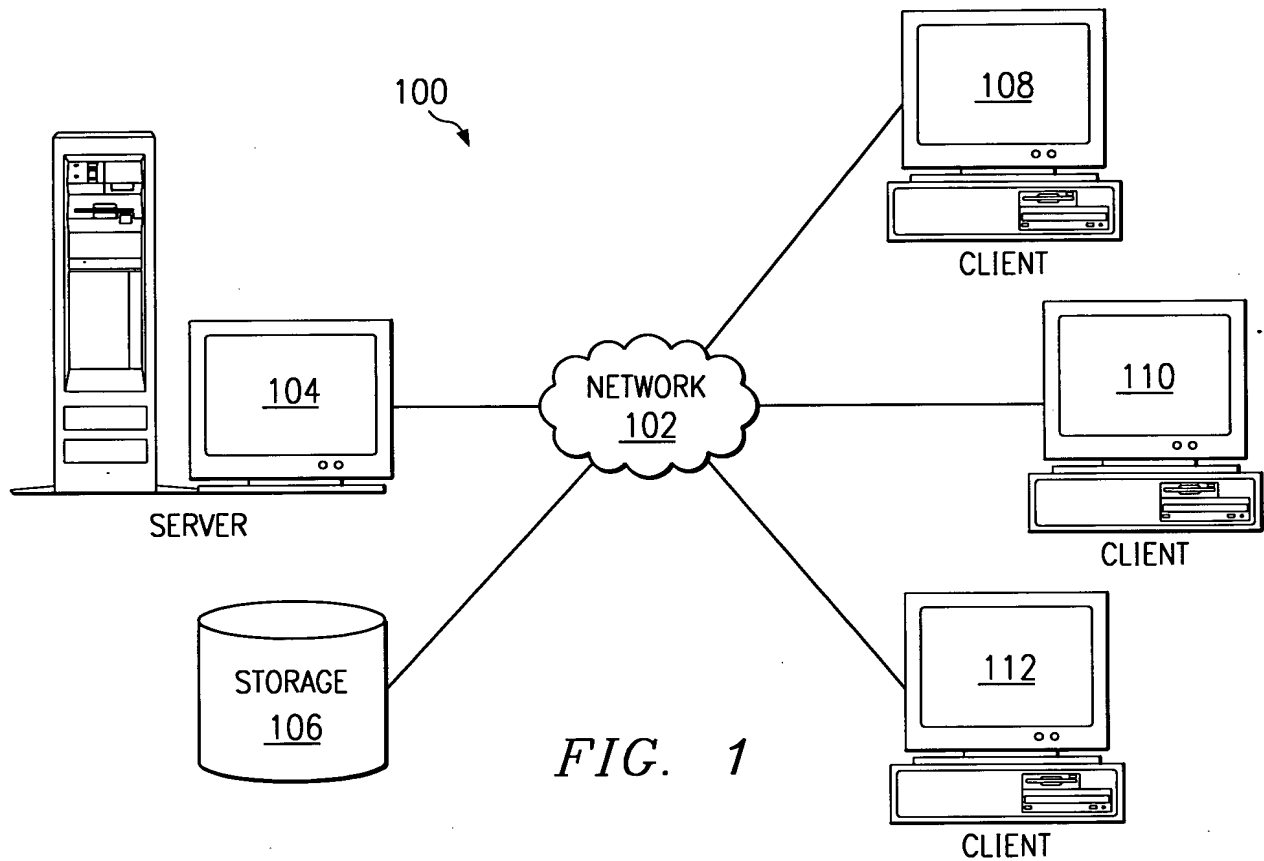 100
108
CLIENT
104
SERVER
NETWORK
102
110
CLIENT
STORAGE
106
112
CLIENT
FIG. 1